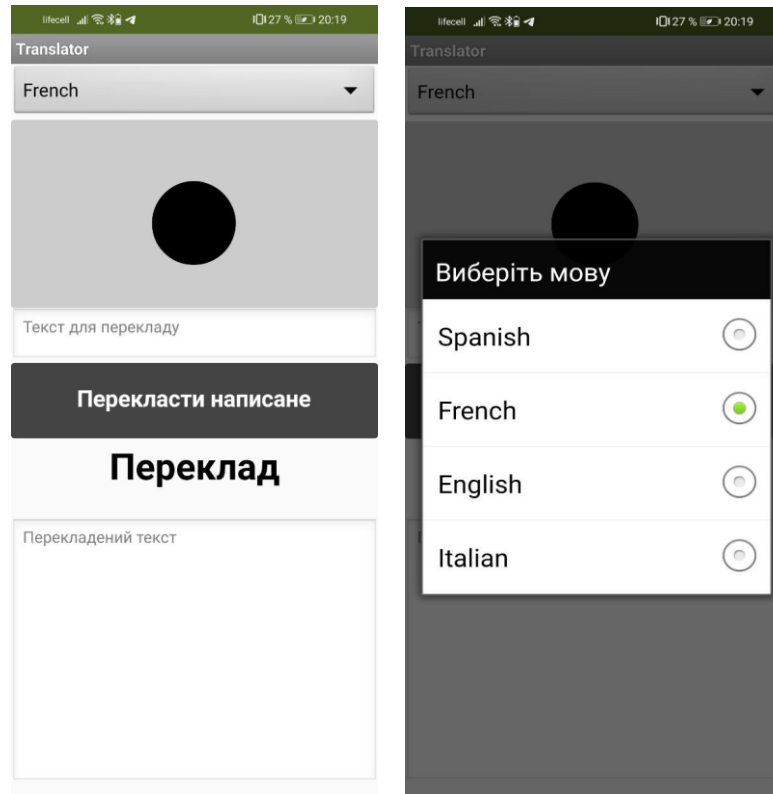 lifecell 27 % 20:19
Translator
French
Текст для перекладу
Перекласти написане
Переклад
Перекладений текст
lifecell 27 % 20:19
Translator
French
Виберіть мову
Spanish
French
English
Italian